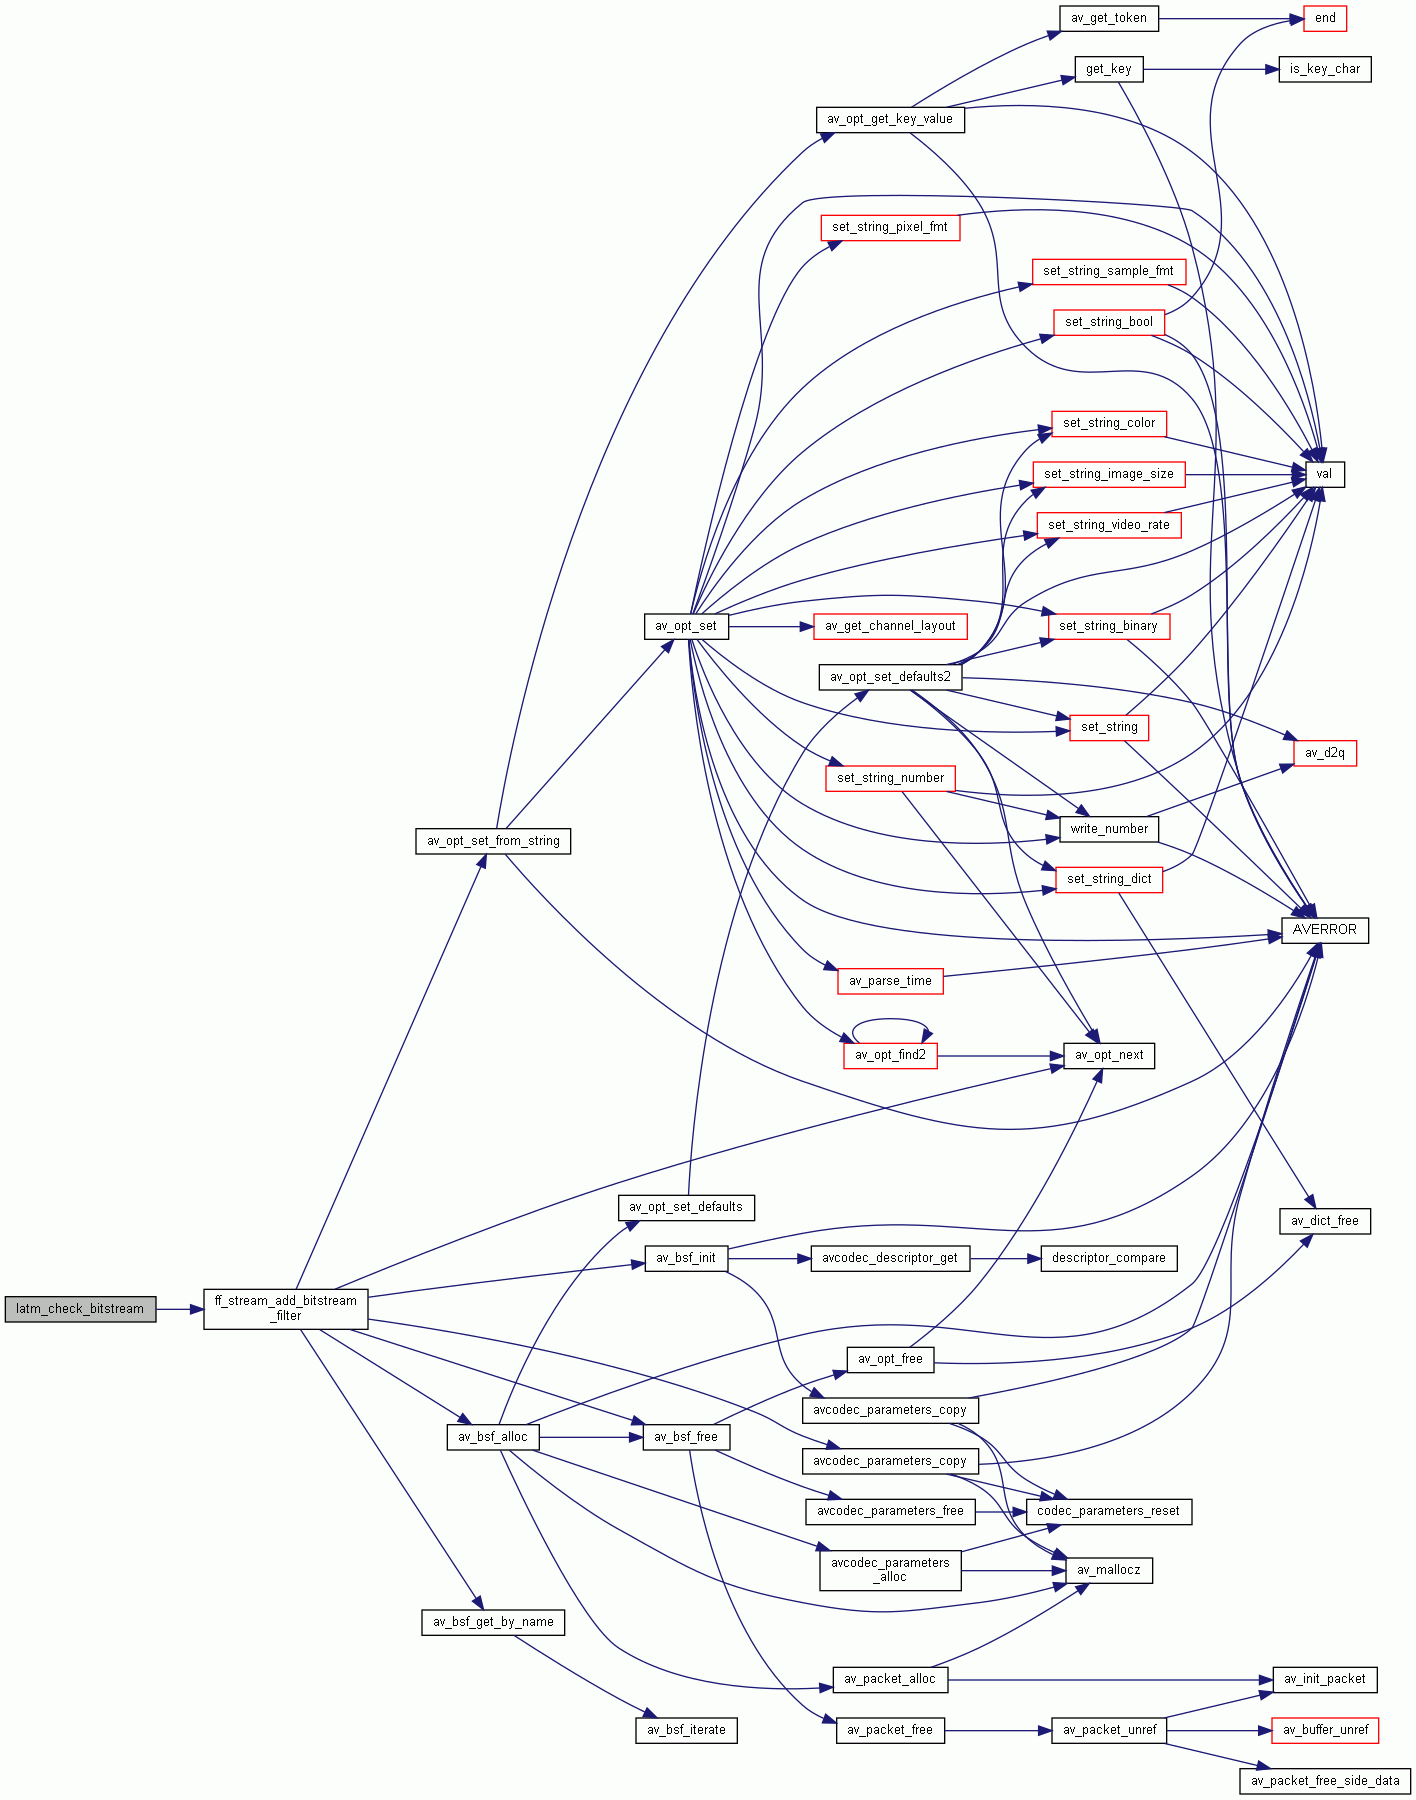 av_get_token
end
get_key
is_key_char
av_opt_get_key_value
set_string_pixel_fmt
set_string_sample_fmt
set_string_bool
set_string_color
set_string_image_size
val
set_string_video_rate
av_opt_set
av_get_channel_layout
set_string_binary
av_opt_set_defaults2
set_string
av_d2q
set_string_number
write_number
av_opt_set_from_string
set_string_dict
AVERROR
av_parse_time
av_opt_find2
av_opt_next
av_opt_set_defaults
av_dict_free
av_bsf_init
avcodec_descriptor_get
descriptor_compare
latm_check_bitstream
ff_stream_add_bitstream
_filter
av_opt_free
avcodec_parameters_copy
av_bsf_alloc
av_bsf_free
avcodec_parameters_copy
avcodec_parameters_free
codec_parameters_reset
avcodec_parameters
_alloc
av_mallocz
av_bsf_get_by_name
av_packet_alloc
av_init_packet
av_bsf_iterate
av_packet_free
av_packet_unref
av_buffer_unref
av_packet_free_side_data